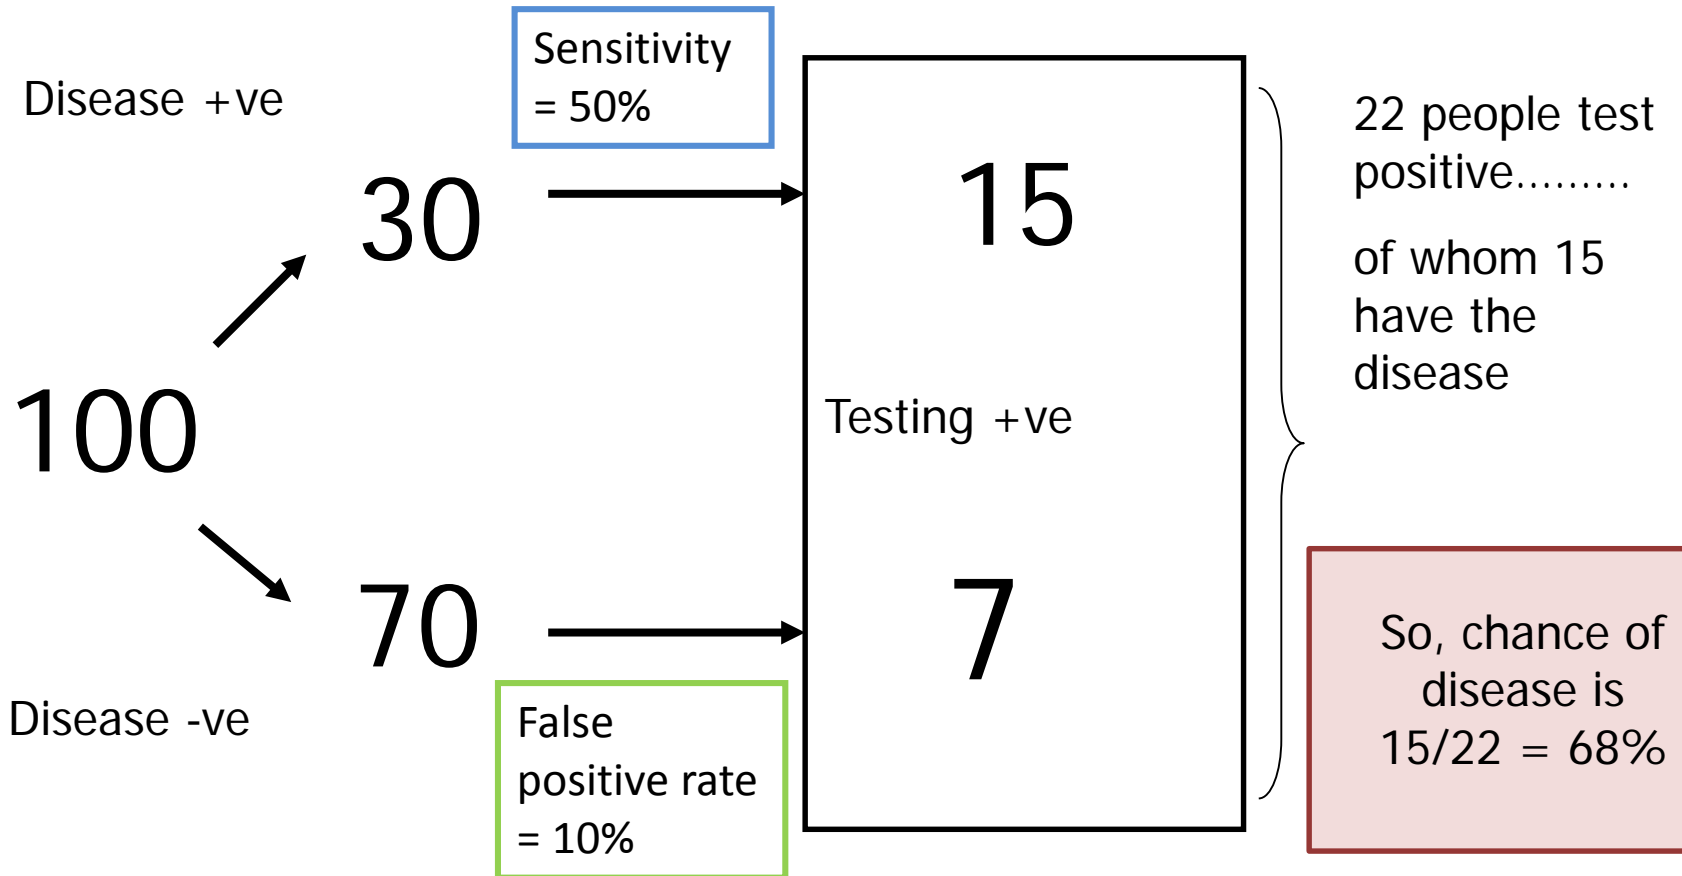 Disease +ve
Sensitivity
= 50%
30
15
22 people test
positive.........
of whom 15
have the
disease
100
Testing +ve
70
7
Disease -ve
False
positive rate
= 10%
So, chance of
disease is
15/22 = 68%